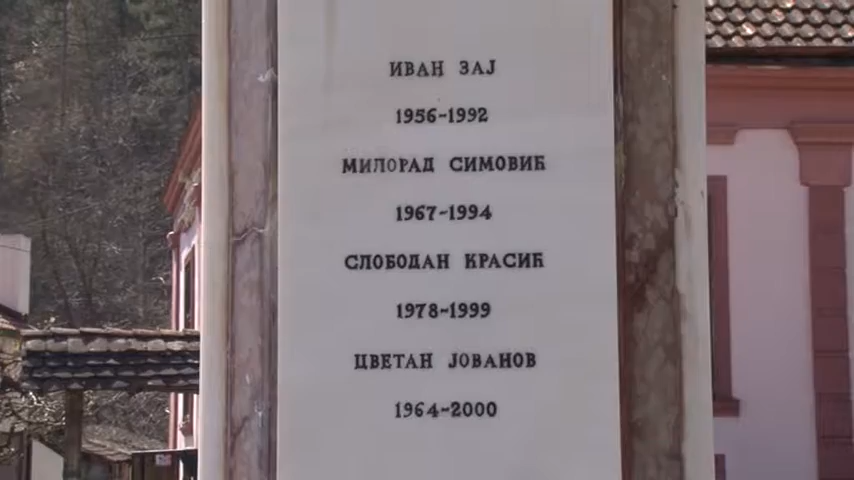 ИВАН ЗАЈ
1956-1992
МИЛОРАД СИМОВИЋ
1967-1994
СЛОБОДАН КРАСИЋ
1978-1999
ЦВЕТАН ЈОВАНОВ
1964-2000